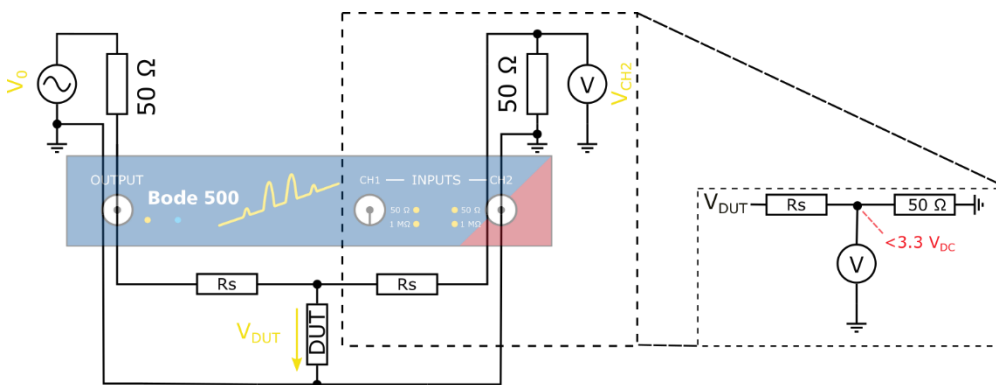 V0
50 Ω
50 Ω
V
VCH2
OUTPUT
Bode 500
CH1
INPUTS
CH2
50 Ω
1 MΩ
50 Ω
1 MΩ
Rs
Rs
VDUT
DUT
VDUT
Rs
50 Ω
<3.3 VDC
V